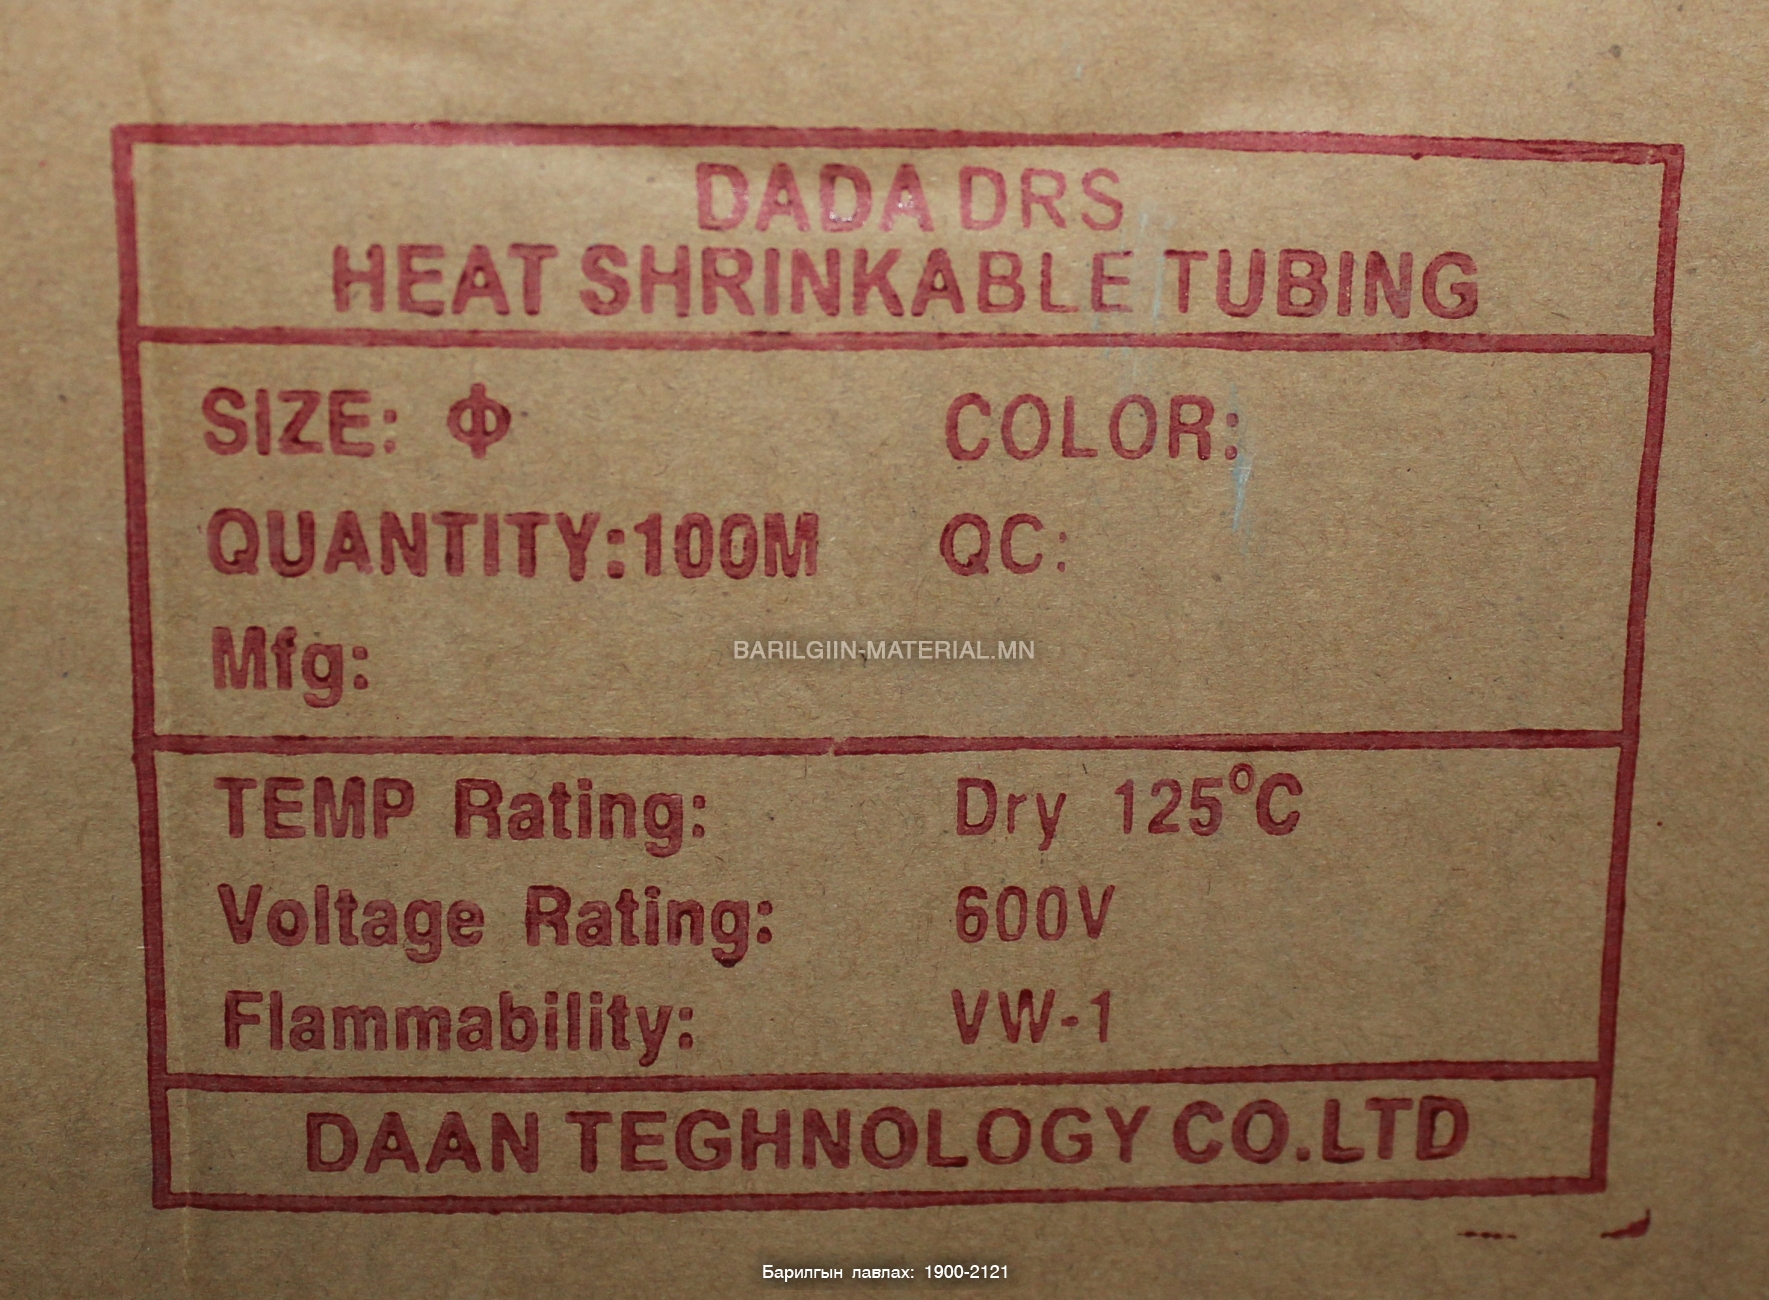 DADA DRS
HEAT SHRINKABLE TUBING
SIZE: Φ COLOR:
QUANTITY:100M QC:
Mfg:
BARILGIIN-MATERIAL.MN
TEMP Rating: Dry 125°C
Voltage Rating: 600V
Flammability: VW-1
DAAN TEGHNOLOGY CO.LTD
Барилгын лавлах: 1900-2121